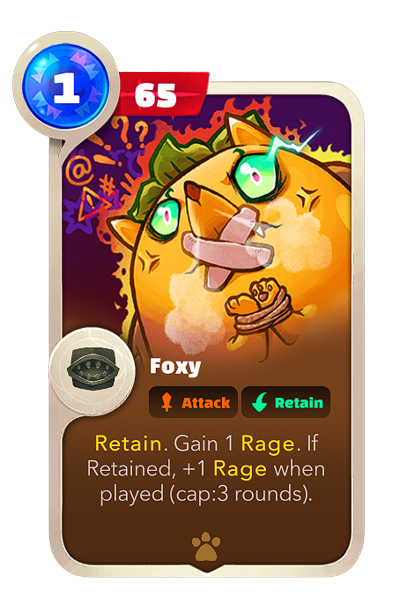 1
65
@#!?!?
Foxy
Attack
Retain
Retain. Gain 1 Rage. If
Retained, +1 Rage when
played (cap:3 rounds).